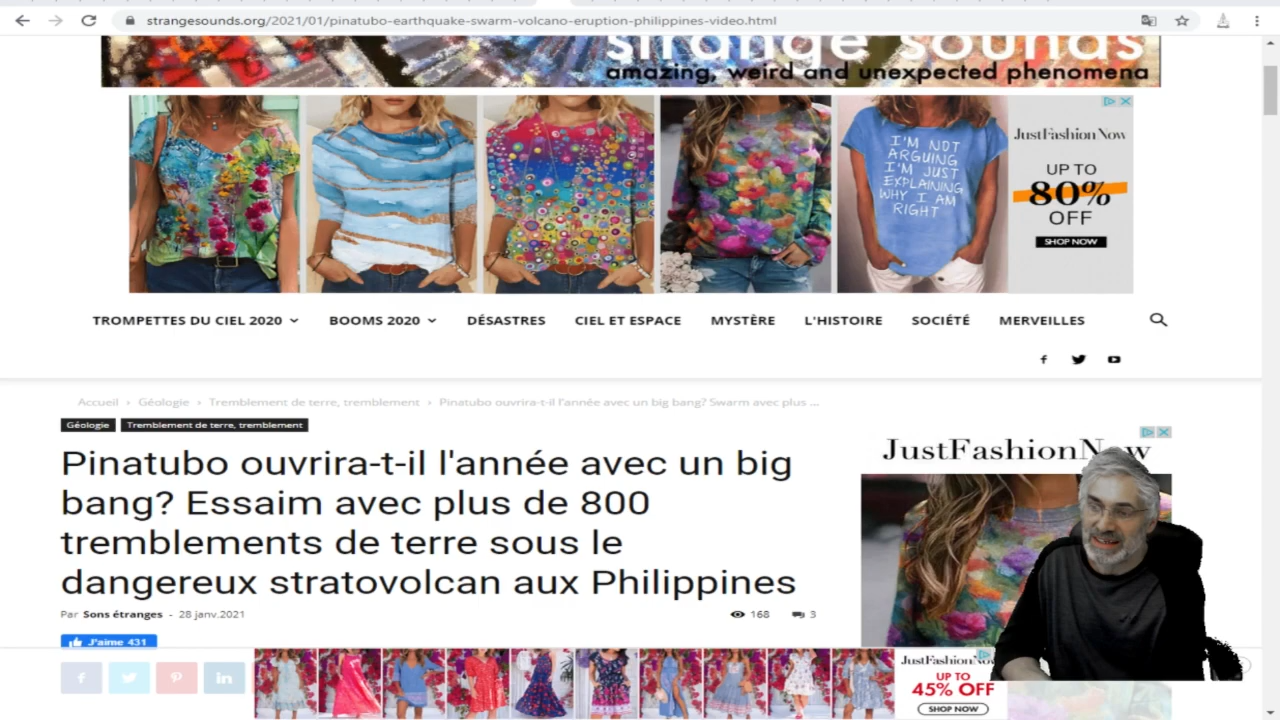 strangesounds.org/2021/01/pinatubo-earthquake-swarm-volcano-eruption-philippines-video.html
strange sounds
amazing, weird and unexpected phenomena
I'M NOT
ARGUING
I'M JUST
EXPLAINING
WHY I AM
RIGHT
JustFashionNow
UP TO
80%
OFF
SHOP NOW
TROMPETTES DU CIEL 2020
BOOMS 2020
DÉSASTRES
CIEL ET ESPACE
MYSTÈRE
L'HISTOIRE
SOCIÉTÉ
MERVEILLES
Accueil › Géologie › Tremblement de terre, tremblement › Pinatubo ouvrira-t-il l'année avec un big bang? Swarm avec plus ...
Géologie
Tremblement de terre, tremblement
Pinatubo ouvrira-t-il l'année avec un big
bang? Essaim avec plus de 800
tremblements de terre sous le
dangereux stratovolcan aux Philippines
Par Sons étranges - 28 janv.2021
168
3
J'aime 431
JustFashionNow
JustFashionNow
UP TO
45% OFF
SHOP NOW